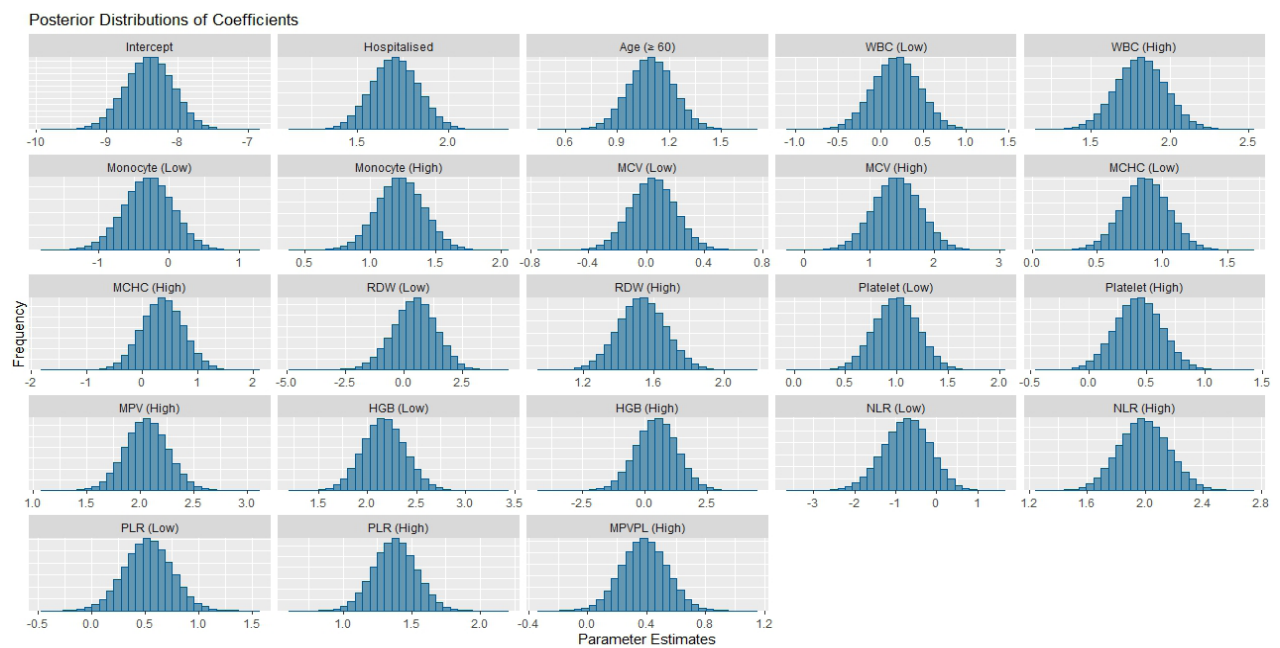 Posterior Distributions of Coefficients
Intercept Hospitalised Age (≥ 60) WBC (Low) WBC (High)
-10 -9 -8 -7 1.5 2.0 0.6 0.9 1.2 1.5 -1.0 -0.5 0.0 0.5 1.0 1.5 1.5 2.0 2.5
Monocyte (Low) Monocyte (High) MCV (Low) MCV (High) MCHC (Low)
-1 0 1 0.5 1.0 1.5 2.0 -0.8 -0.4 0.0 0.4 0.8 0 1 2 3 0.0 0.5 1.0 1.5
MCHC (High) RDW (Low) RDW (High) Platelet (Low) Platelet (High)
Frequency
-2 -1 0 1 2 -5.0 -2.5 0.0 2.5 1.2 1.6 2.0 0.0 0.5 1.0 1.5 2.0 -0.5 0.0 0.5 1.0 1.5
MPV (High) HGB (Low) HGB (High) NLR (Low) NLR (High)
1.0 1.5 2.0 2.5 3.0 1.5 2.0 2.5 3.0 3.5 -2.5 0.0 2.5 -3 -2 -1 0 1 1.2 1.6 2.0 2.4 2.8
PLR (Low) PLR (High) MPVPL (High)
-0.5 0.0 0.5 1.0 1.5 1.0 1.5 2.0 -0.4 0.0 0.4 0.8 1.2
Parameter Estimates